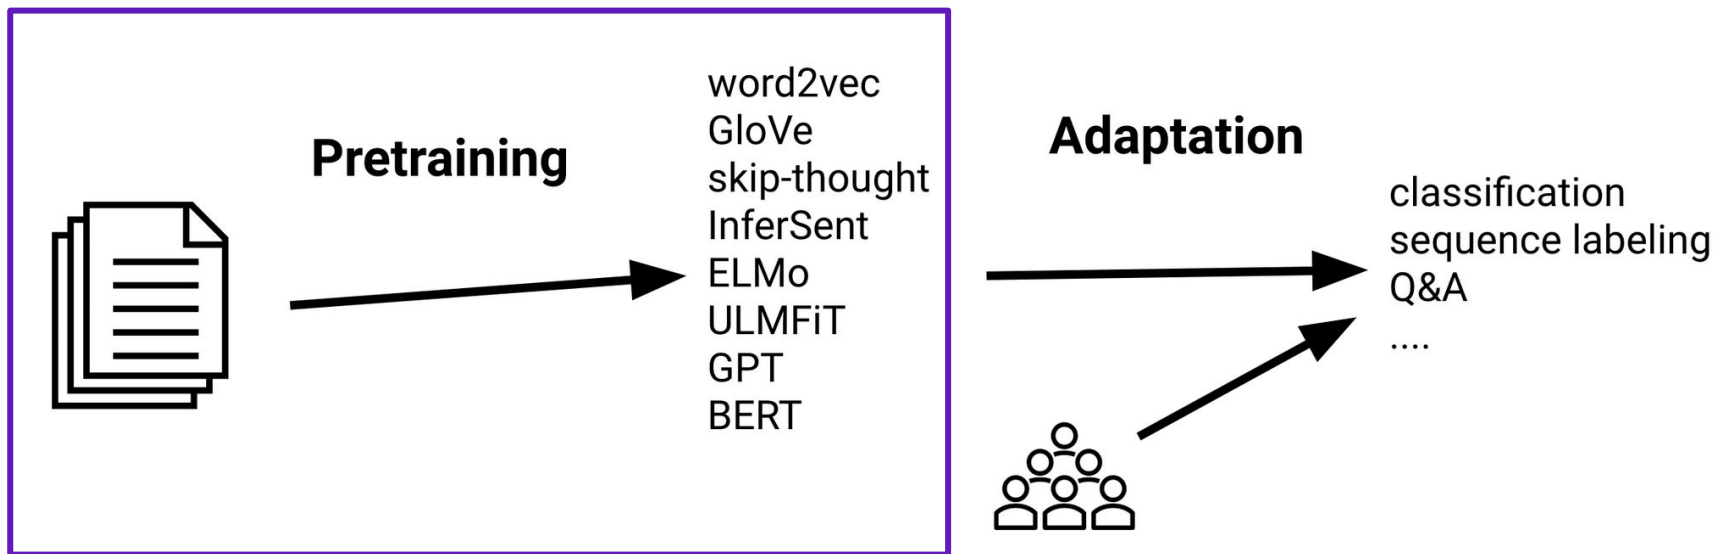 Pretraining
word2vec
GloVe
skip-thought
InferSent
ELMo
ULMFiT
GPT
BERT
Adaptation
classification
sequence labeling
Q&A
....